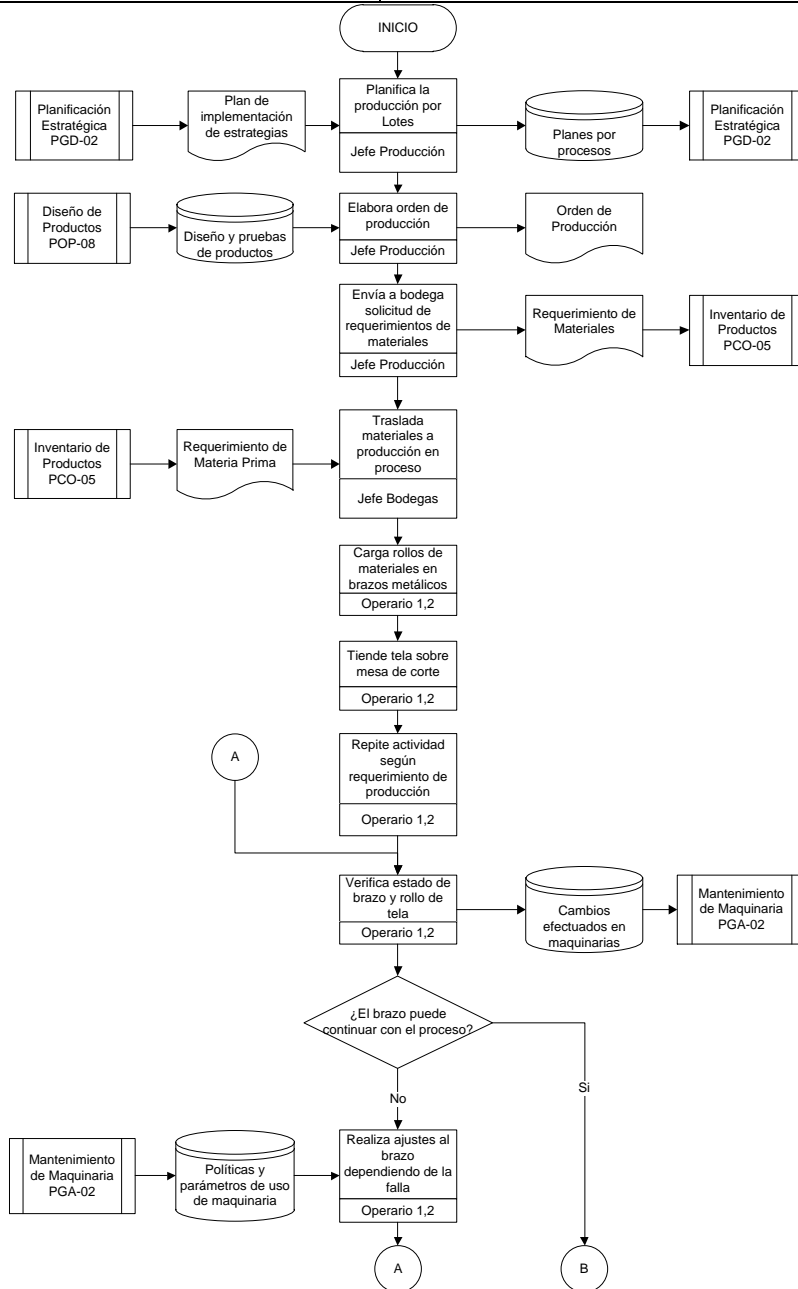 INICIO
Planificación
Estratégica
PGD-02
Plan de
implementación
de estrategias
Planifica la
producción por
Lotes
Jefe Producción
Planes por
procesos
Planificación
Estratégica
PGD-02
Diseño de
Productos
POP-08
Diseño y pruebas
de productos
Elabora orden de
producción
Jefe Producción
Orden de
Producción
Envía a bodega
solicitud de
requerimientos de
materiales
Jefe Producción
Requerimiento de
Materiales
Inventario de
Productos
PCO-05
Inventario de
Productos
PCO-05
Requerimiento de
Materia Prima
Traslada
materiales a
producción en
proceso
Jefe Bodegas
Carga rollos de
materiales en
brazos metálicos
Operario 1,2
Tiende tela sobre
mesa de corte
Operario 1,2
A
Repite actividad
según
requerimiento de
producción
Operario 1,2
Verifica estado de
brazo y rollo de
tela
Operario 1,2
Cambios
efectuados en
maquinarias
Mantenimiento
de Maquinaria
PGA-02
¿El brazo puede
continuar con el proceso?
Si
No
Mantenimiento
de Maquinaria
PGA-02
Políticas y
parámetros de uso
de maquinaria
Realiza ajustes al
brazo
dependiendo de la
falla
Operario 1,2
A
B